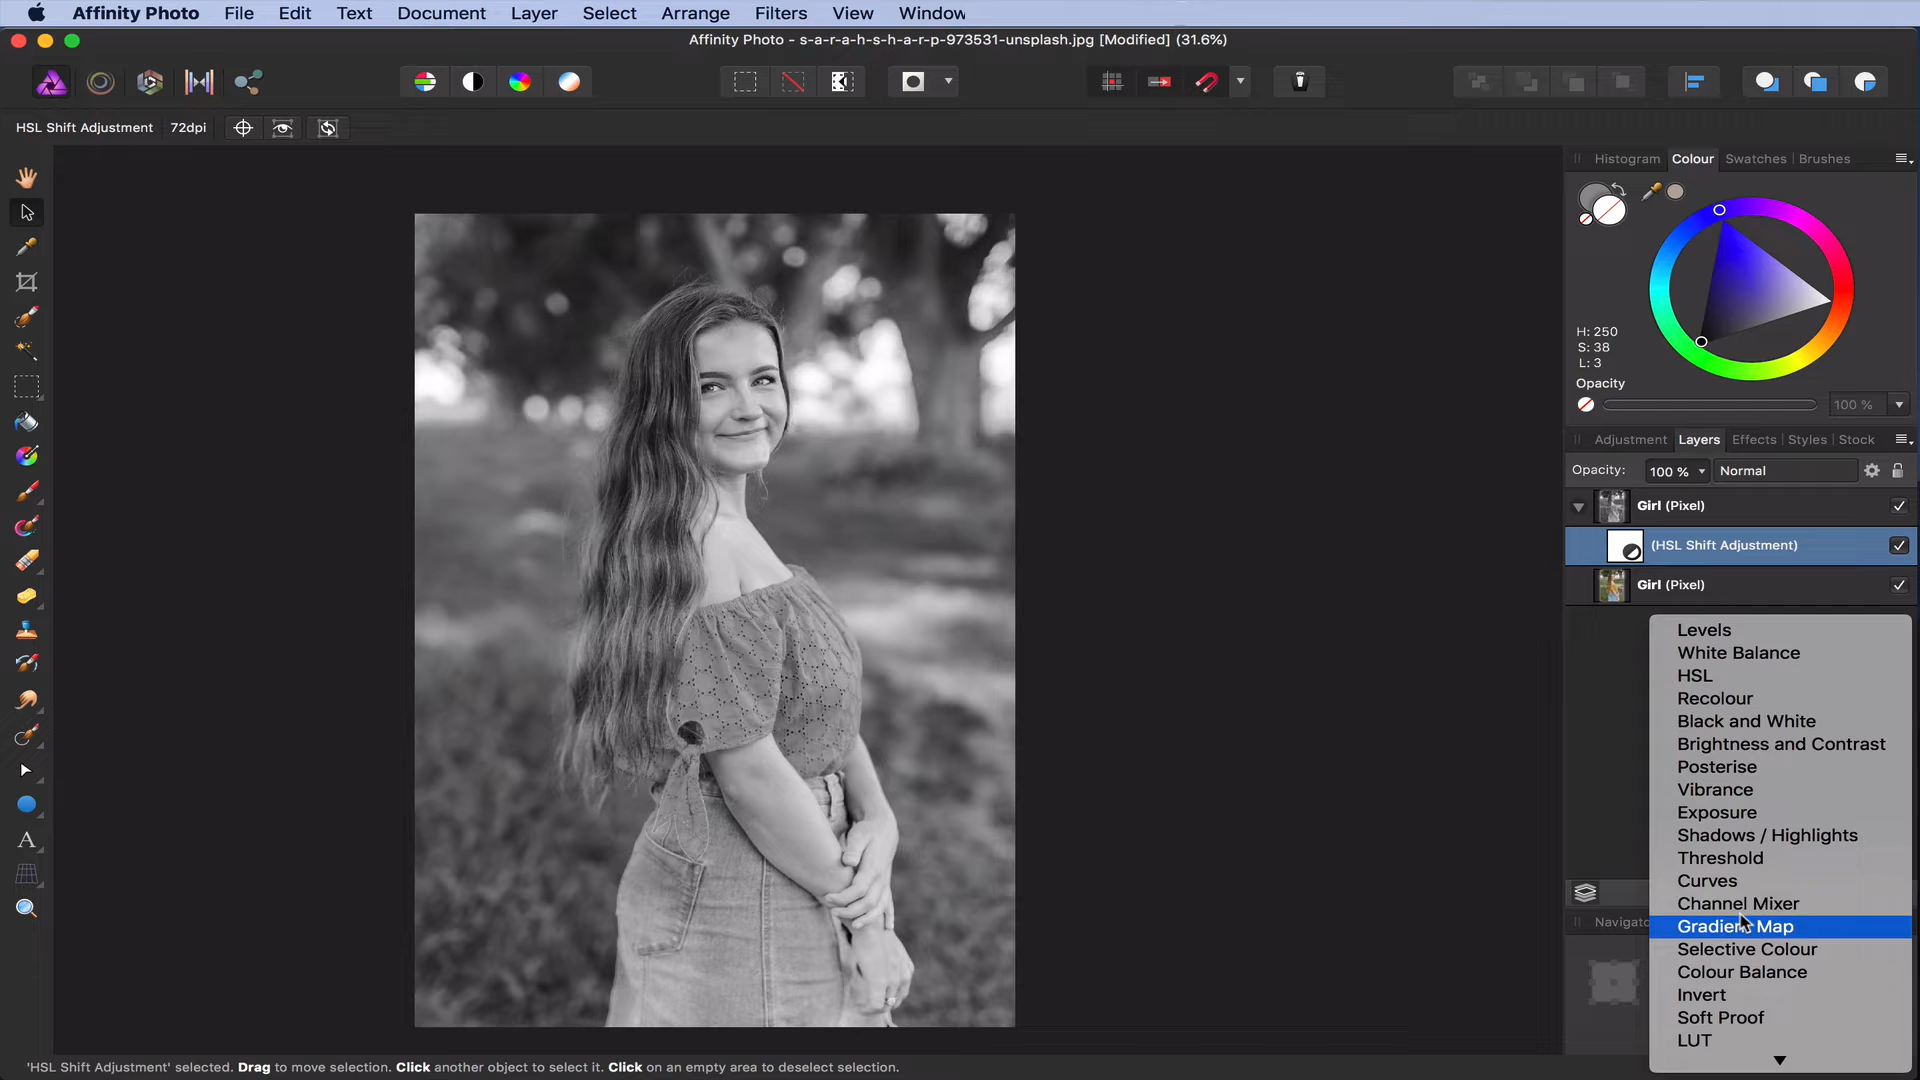 Affinity Photo File Edit Text Document Layer Select Arrange Filters View Window
Affinity Photo - s-a-r-a-h-s-h-a-r-p-973531-unsplash.jpg [Modified] (31.6%)
HSL Shift Adjustment 72dpi
Histogram Colour Swatches Brushes
H: 250
S: 38
L: 3
Opacity
100 %
Adjustment Layers Effects Styles Stock
Opacity: 100 % Normal
Girl (Pixel)
(HSL Shift Adjustment)
Girl (Pixel)
Levels
White Balance
HSL
Recolour
Black and White
Brightness and Contrast
Posterise
Vibrance
Exposure
Shadows / Highlights
Threshold
Curves
Channel Mixer
Navigato
Gradient Map
Selective Colour
Colour Balance
Invert
Soft Proof
LUT
'HSL Shift Adjustment' selected. Drag to move selection. Click another object to select it. Click on an empty area to deselect selection.